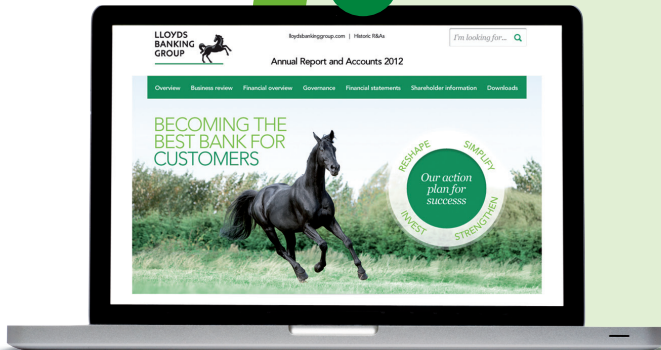 LLOYDS
BANKING
GROUP
lloydsbankinggroup.com | Historic R&As
I'm looking for...
Annual Report and Accounts 2012
Overview Business review Financial overview Governance Financial statements Shareholder information Downloads
BECOMING THE
BEST BANK FOR
CUSTOMERS
RESHAPE
SIMPLIFY
Our action
plan for
successs
INVEST
STRENGTHEN